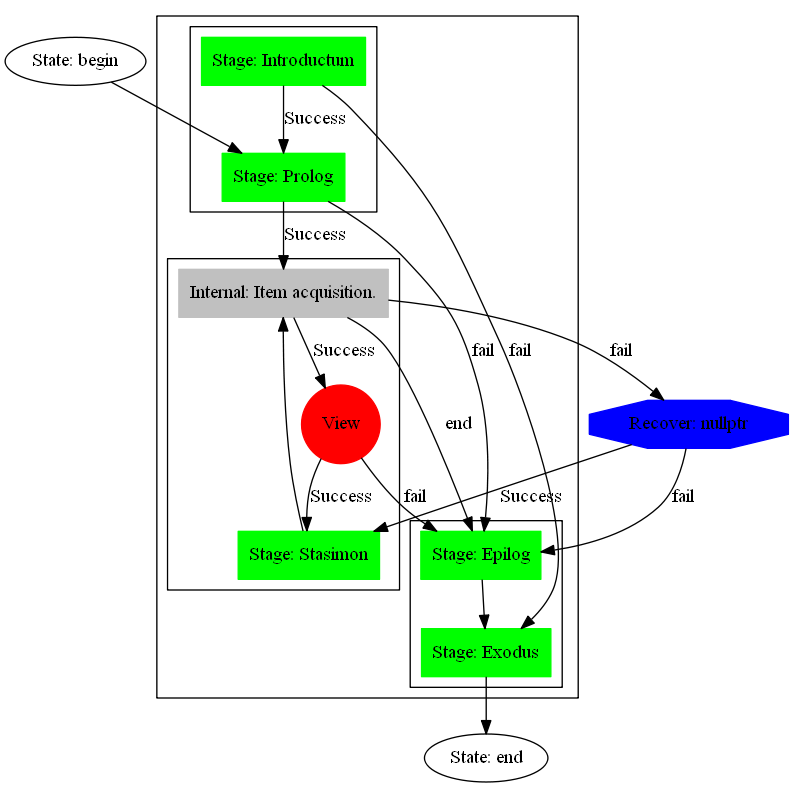 State: begin
Stage: Introductum
Success
Stage: Prolog
Success
Internal: Item acquisition.
Success
fail
fail
fail
View
end
Recover: nullptr
Success
fail
Success
fail
Stage: Stasimon
Stage: Epilog
Stage: Exodus
State: end